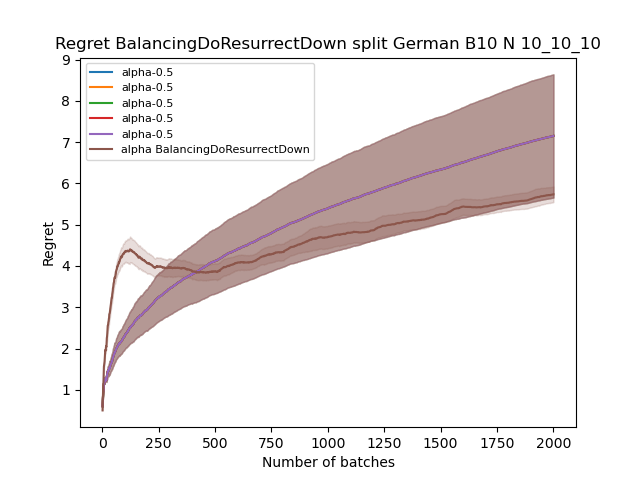 Regret BalancingDoResurrectDown split German B10 N 10_10_10
9
8
7
6
5
4
3
2
1
Regret
alpha-0.5
alpha-0.5
alpha-0.5
alpha-0.5
alpha-0.5
alpha BalancingDoResurrectDown
0 250 500 750 1000 1250 1500 1750 2000
Number of batches